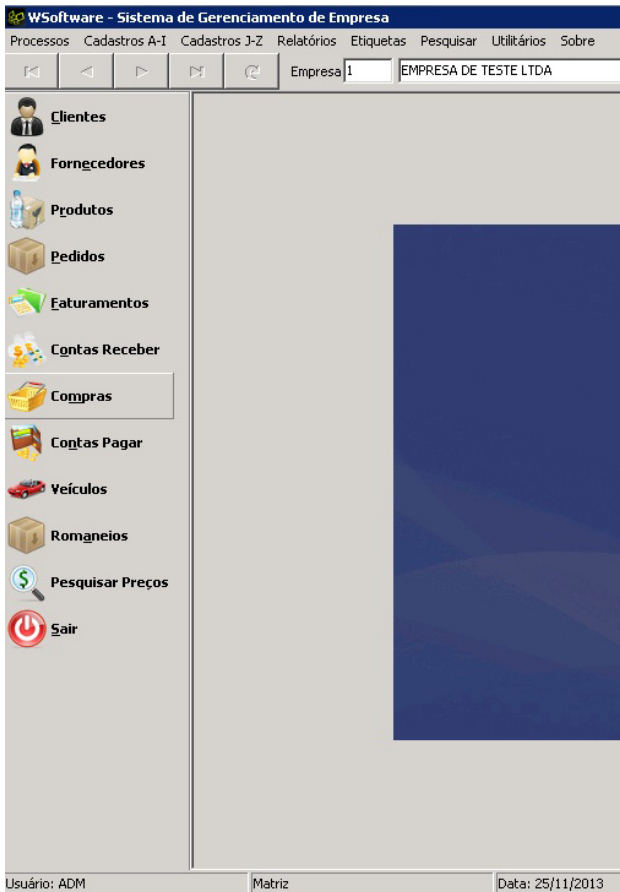 WSoftware - Sistema de Gerenciamento de Empresa
Processos Cadastros A-I Cadastros J-Z Relatórios Etiquetas Pesquisar Utilitários Sobre
Empresa 1 EMPRESA DE TESTE LTDA
Clientes
Fornecedores
Produtos
Pedidos
Faturamentos
Contas Receber
Compras
Contas Pagar
Veículos
Romaneios
Pesquisar Preços
Sair
Usuário: ADM Matriz Data: 25/11/2013